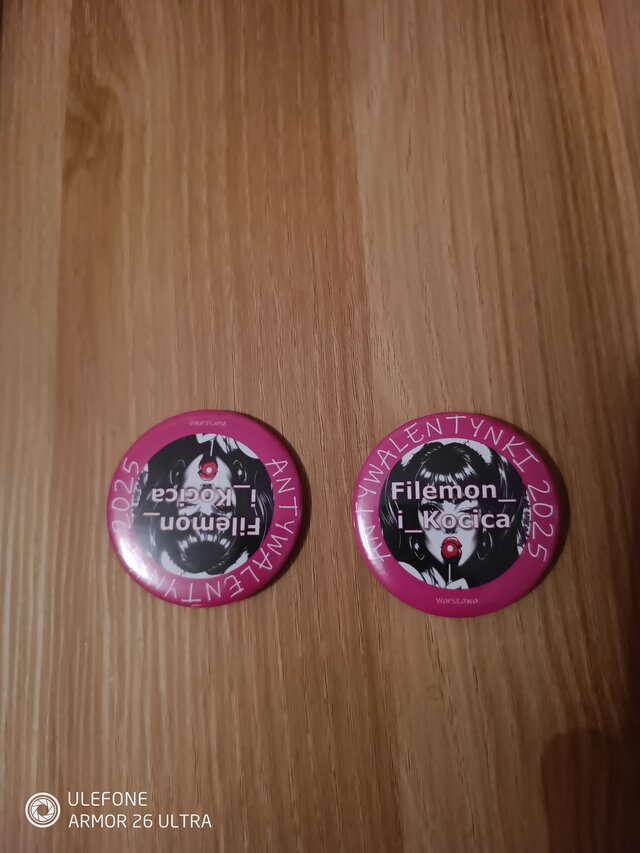 ANTYWALENTYNKI 2025
Filemon_
i_Kocica
Warszawa
ANTYWALENTYNKI 2025
Filemon_
i_Kocica
Warszawa
ULEFONE
ARMOR 26 ULTRA